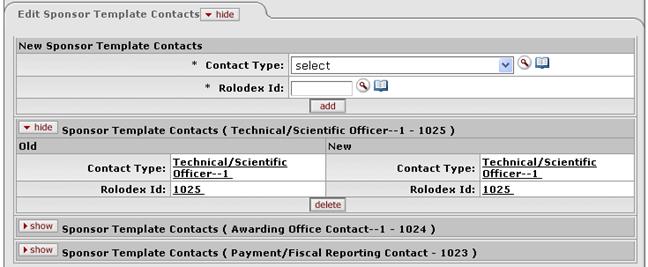 Edit Sponsor Template Contacts hide
New Sponsor Template Contacts
* Contact Type: select
* Rolodex Id:
add
hide Sponsor Template Contacts ( Technical/Scientific Officer--1 - 1025 )
Old New
Contact Type: Technical/Scientific Officer--1 Contact Type: Technical/Scientific Officer--1
Rolodex Id: 1025 Rolodex Id: 1025
delete
show Sponsor Template Contacts ( Awarding Office Contact--1 - 1024 )
show Sponsor Template Contacts ( Payment/Fiscal Reporting Contact - 1023 )